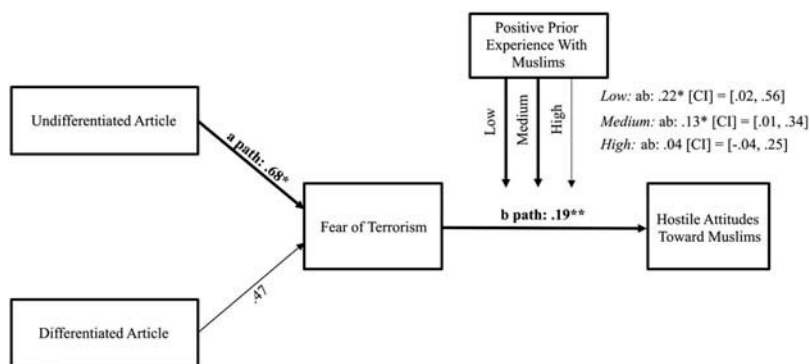 Positive Prior
Experience With
Muslims
Undifferentiated Article
Low
Medium
High
Low: ab: .22* [CI] = [.02, .56]
Medium: ab: .13* [CI] = [.01, .34]
High: ab: .04 [CI] = [-.04, .25]
a path: .68*
Fear of Terrorism
b path: .19**
Hostile Attitudes
Toward Muslims
.47
Differentiated Article